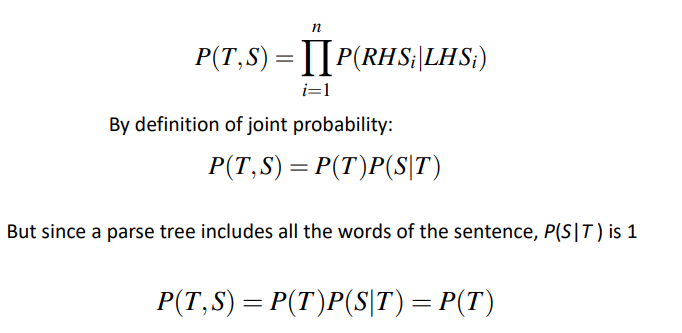 P(T,S) = ∏_{i=1}^{n} P(RHS_i|LHS_i)
By definition of joint probability:
P(T,S) = P(T)P(S|T)
But since a parse tree includes all the words of the sentence, P(S|T) is 1
P(T,S) = P(T)P(S|T) = P(T)